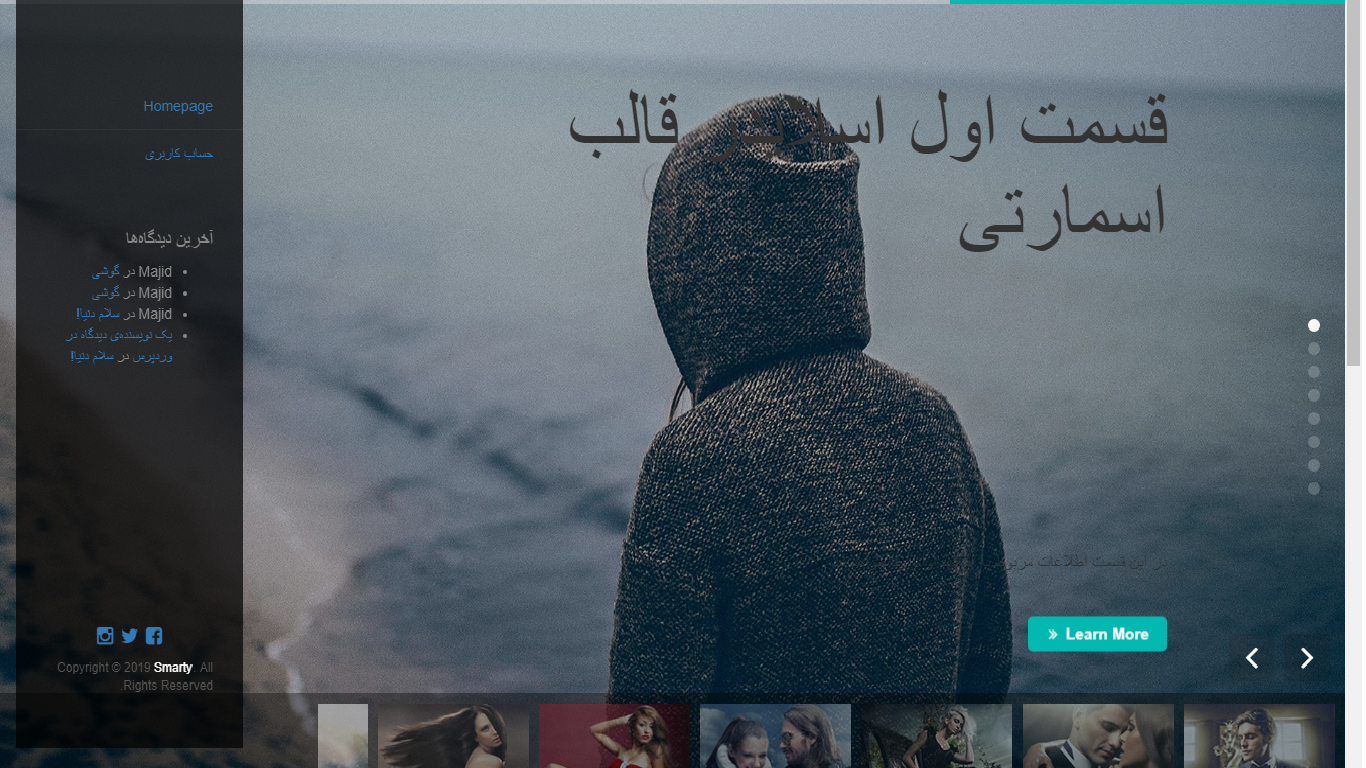 Homepage
حساب کاربری
آخرین دیدگاه‌ها
Majid در گوشی
Majid در گوشی
Majid در سلام دنیا!
یک نویسنده‌ی دیدگاه در
وردپرس در سلام دنیا!
Copyright © 2019 Smarty. All
Rights Reserved.
قسمت اول اسلایدر قالب
اسمارتی
در این قسمت اطلاعات
Learn More